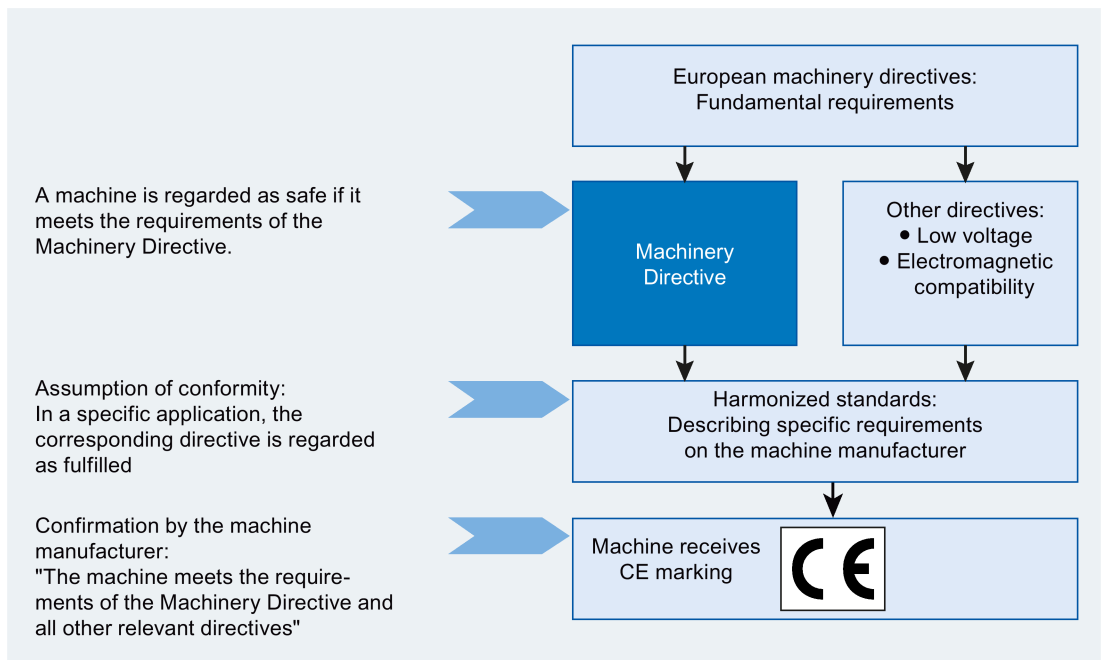 European machinery directives:
Fundamental requirements
A machine is regarded as safe if it
meets the requirements of the
Machinery Directive.
Machinery
Directive
Other directives:
• Low voltage
• Electromagnetic
compatibility
Assumption of conformity:
In a specific application, the
corresponding directive is regarded
as fulfilled
Harmonized standards:
Describing specific requirements
on the machine manufacturer
Confirmation by the machine
manufacturer:
"The machine meets the require-
ments of the Machinery Directive and
all other relevant directives"
Machine receives
CE marking
CE